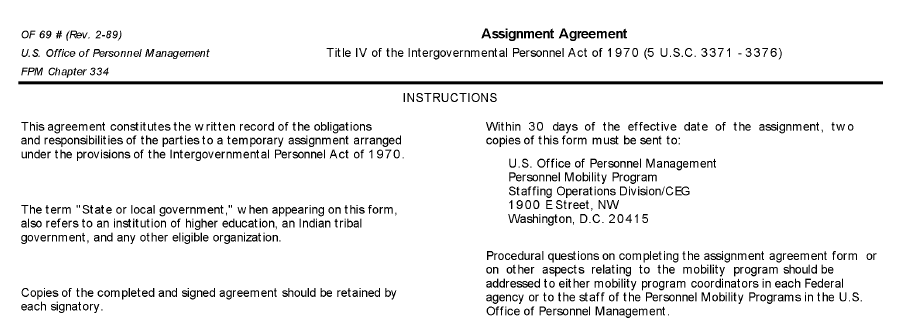 OF 69 # (Rev. 2-89)
U.S. Office of Personnel Management
FPM Chapter 334
Assignment Agreement
Title IV of the Intergovernmental Personnel Act of 1970 (5 U.S.C. 3371 - 3376)
INSTRUCTIONS
This agreement constitutes the written record of the obligations
and responsibilities of the parties to a temporary assignment arranged
under the provisions of the Intergovernmental Personnel Act of 1970.
The term "State or local government," when appearing on this form,
also refers to an institution of higher education, an Indian tribal
government, and any other eligible organization.
Copies of the completed and signed agreement should be retained by
each signatory.
Within 30 days of the effective date of the assignment, two
copies of this form must be sent to:
U.S. Office of Personnel Management
Personnel Mobility Program
Staffing Operations Division/CEG
1900 E Street, NW
Washington, D.C. 20415
Procedural questions on completing the assignment agreement form or
on other aspects relating to the mobility program should be
addressed to either mobility program coordinators in each Federal
agency or to the staff of the Personnel Mobility Programs in the U.S.
Office of Personnel Management.